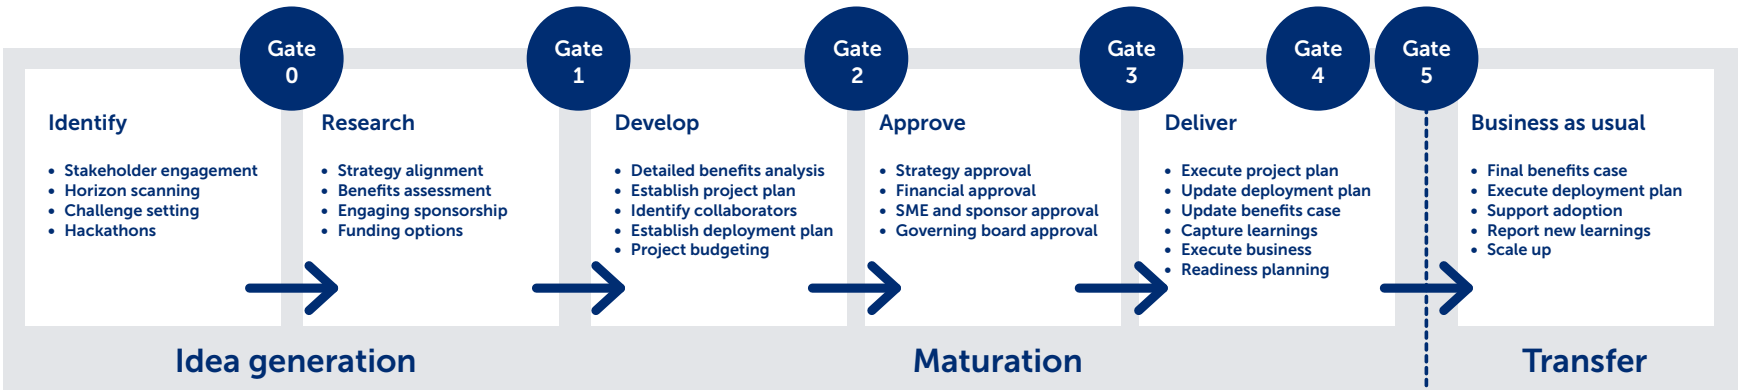 Gate
0
Gate
1
Gate
2
Gate
3
Gate
4
Gate
5
Identify
• Stakeholder engagement
• Horizon scanning
• Challenge setting
• Hackathons
Research
• Strategy alignment
• Benefits assessment
• Engaging sponsorship
• Funding options
Develop
• Detailed benefits analysis
• Establish project plan
• Identify collaborators
• Establish deployment plan
• Project budgeting
Approve
• Strategy approval
• Financial approval
• SME and sponsor approval
• Governing board approval
Deliver
• Execute project plan
• Update deployment plan
• Update benefits case
• Capture learnings
• Execute business
• Readiness planning
Business as usual
• Final benefits case
• Execute deployment plan
• Support adoption
• Report new learnings
• Scale up
Idea generation
Maturation
Transfer